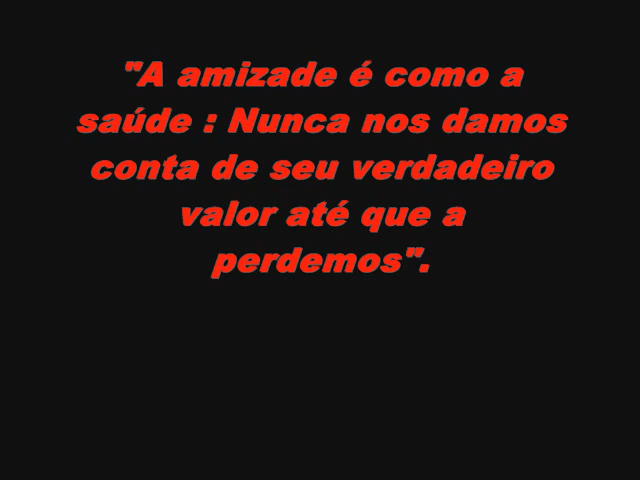 "A amizade é como a
saúde : Nunca nos damos
conta de seu verdadeiro
valor até que a
perdemos".